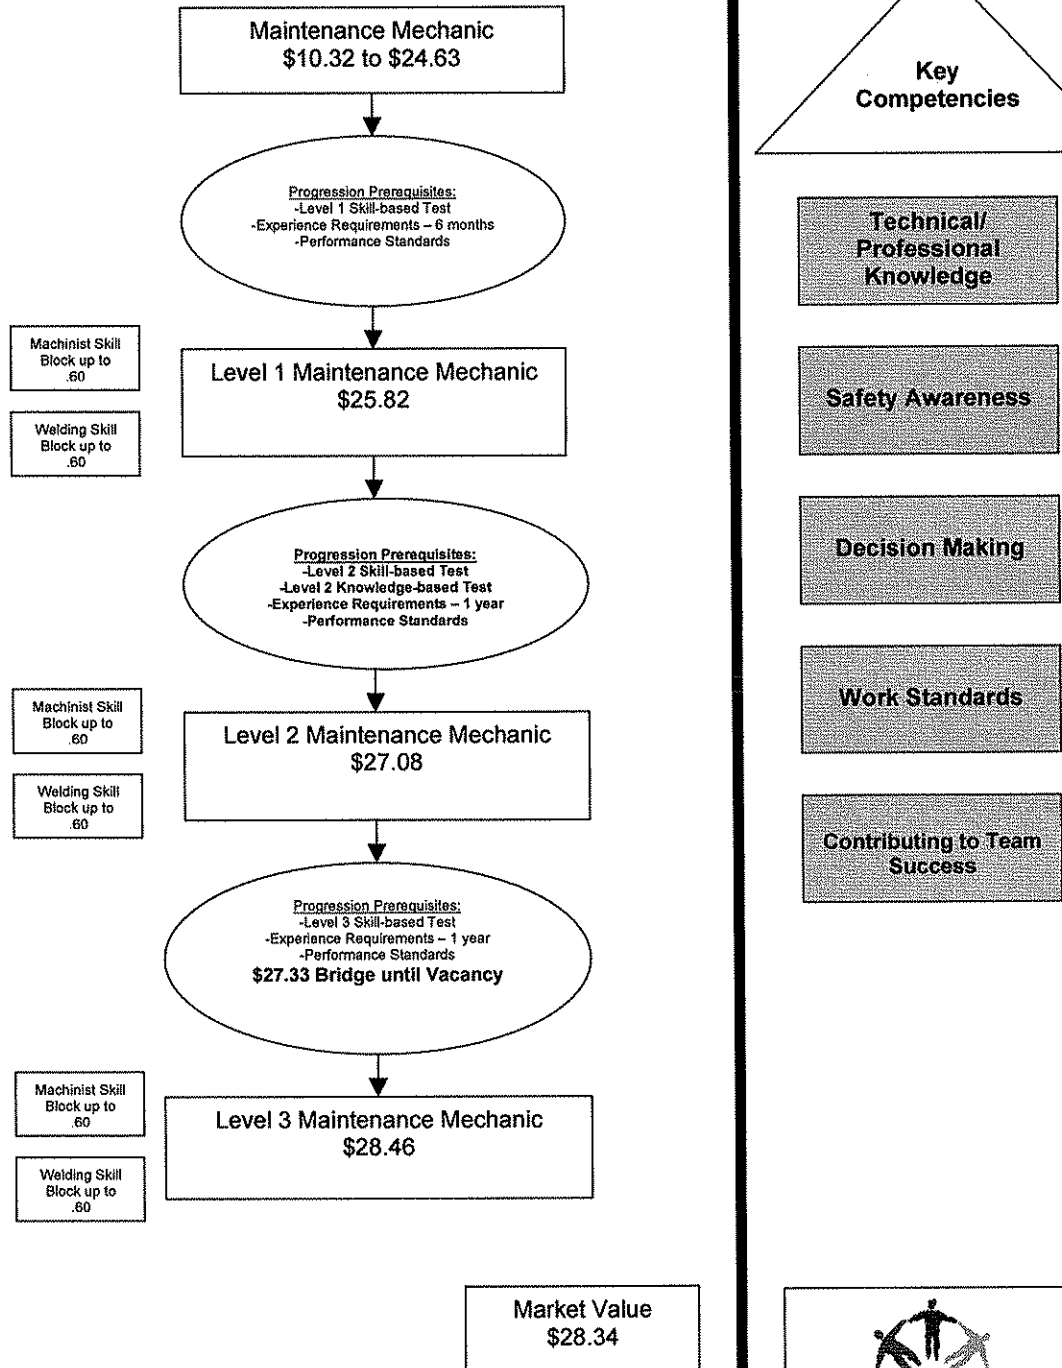 Maintenance Mechanic
$10.32 to $24.63
Progression Prerequisites:
-Level 1 Skill-based Test
-Experience Requirements – 6 months
-Performance Standards
Machinist Skill
Block up to
.60
Welding Skill
Block up to
.60
Level 1 Maintenance Mechanic
$25.82
Progression Prerequisites:
-Level 2 Skill-based Test
-Level 2 Knowledge-based Test
-Experience Requirements – 1 year
-Performance Standards
Machinist Skill
Block up to
.60
Welding Skill
Block up to
.60
Level 2 Maintenance Mechanic
$27.08
Progression Prerequisites:
-Level 3 Skill-based Test
-Experience Requirements – 1 year
-Performance Standards
$27.33 Bridge until Vacancy
Machinist Skill
Block up to
.60
Welding Skill
Block up to
.60
Level 3 Maintenance Mechanic
$28.46
Market Value
$28.34
Key
Competencies
Technical/
Professional
Knowledge
Safety Awareness
Decision Making
Work Standards
Contributing to Team
Success